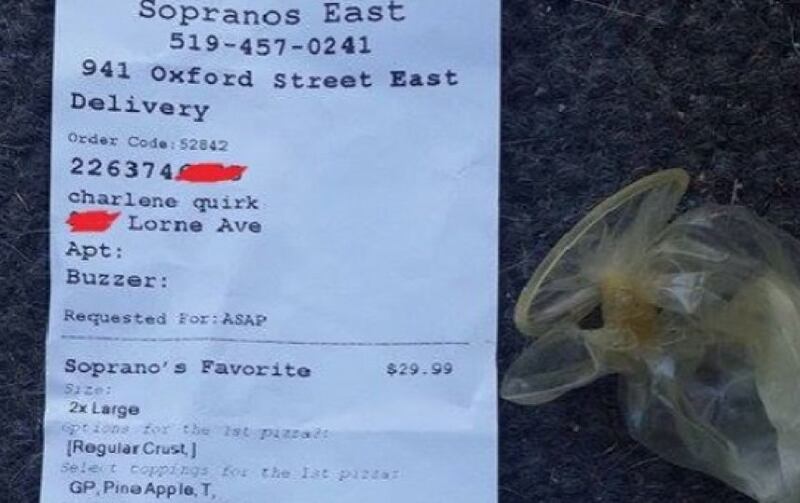 Sopranos East
519-457-0241
941 Oxford Street East
Delivery
Order Code:52842
226374
charlene quirk
Lorne Ave
Apt:
Buzzer:
Requested For:ASAP
Soprano's Favorite $29.99
Size:
2x Large
options for the 1st pizza?:
[Regular Crust,]
Select toppings for the 1st pizza:
GP, Pine Apple, T,